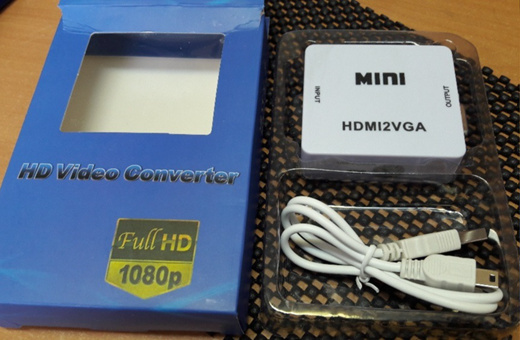 HD Video Converter
Full HD
1080p
MINI
INPUT
OUTPUT
HDMI2VGA